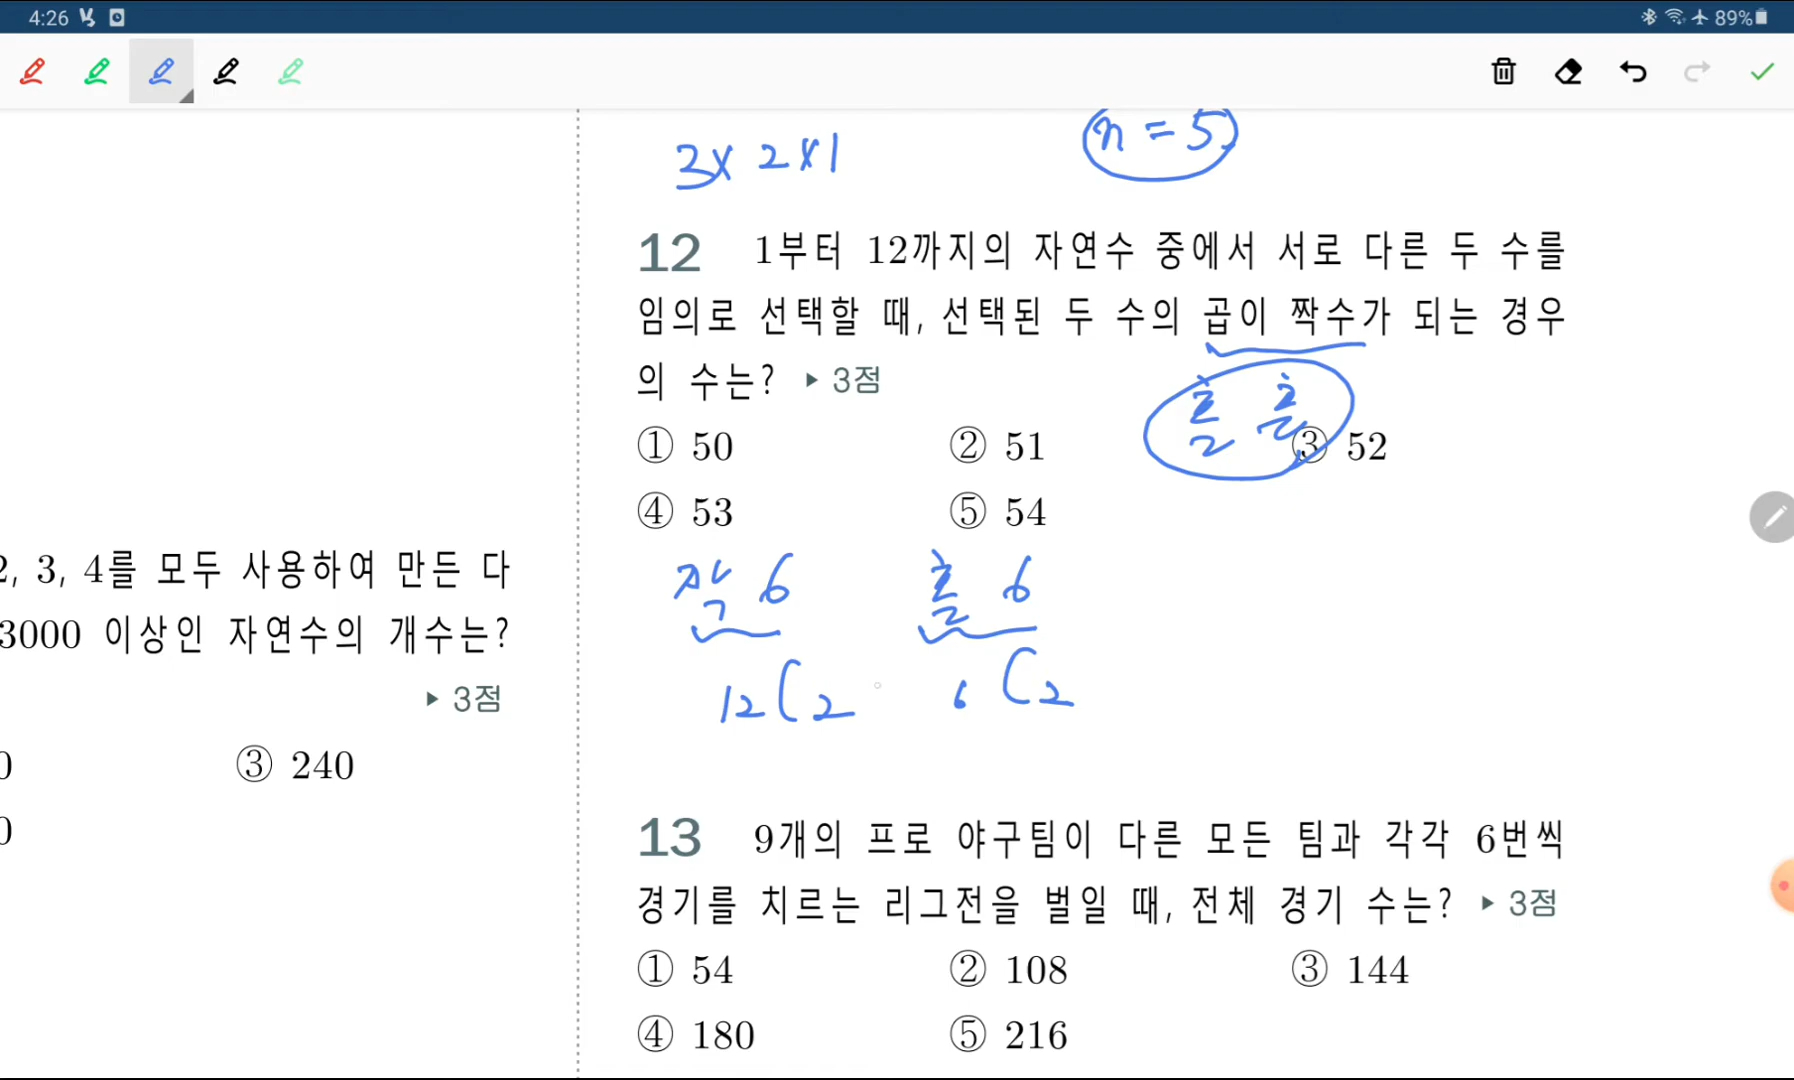 4:26
89%
3×2×1
n=5
12 1부터 12까지의 자연수 중에서 서로 다른 두 수를
임의로 선택할 때, 선택된 두 수의 곱이 짝수가 되는 경우
의 수는? ▶ 3점
홀 홀
① 50 ② 51 ③ 52
④ 53 ⑤ 54
짝 6 홀 6
12C2 6C2
2, 3, 4를 모두 사용하여 만든 다
3000 이상인 자연수의 개수는?
▶ 3점
0 ③ 240
0
13 9개의 프로 야구팀이 다른 모든 팀과 각각 6번씩
경기를 치르는 리그전을 벌일 때, 전체 경기 수는? ▶ 3점
① 54 ② 108 ③ 144
④ 180 ⑤ 216